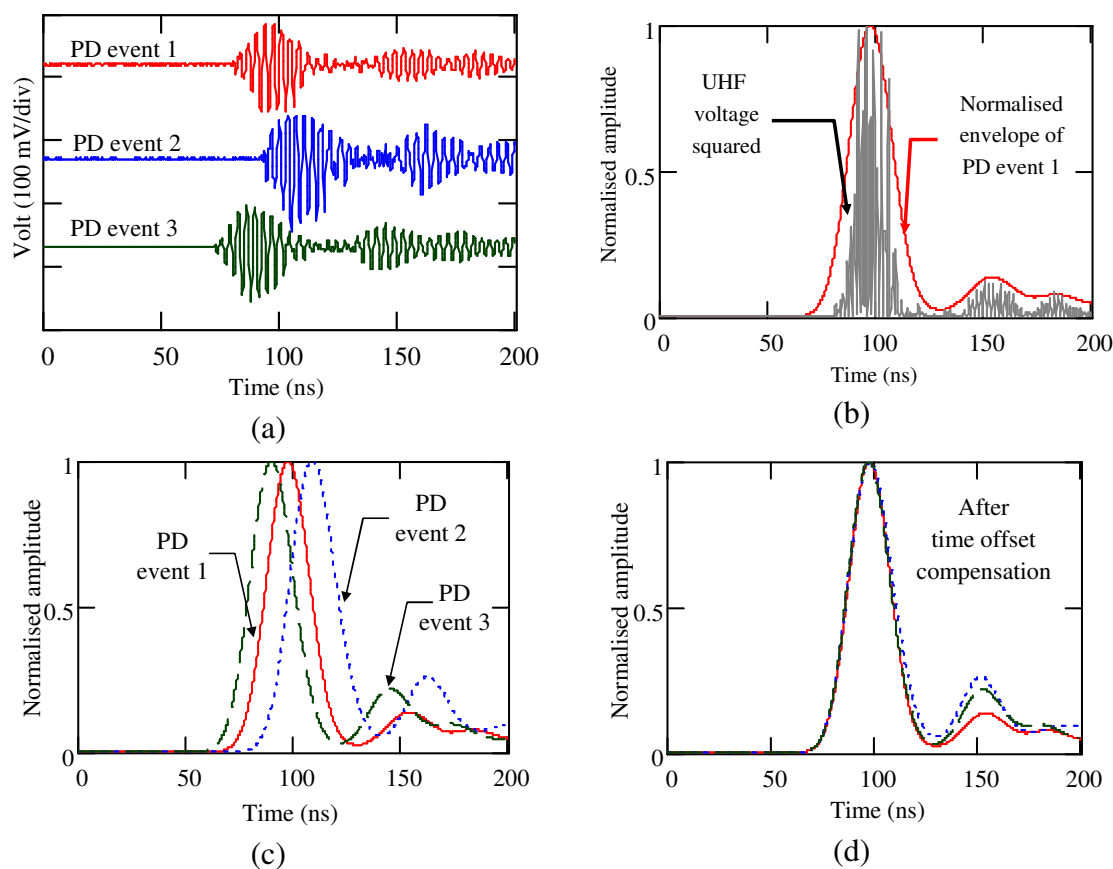 PD event 1
PD event 2
PD event 3
Volt (100 mV/div)
0
50
100
150
200
Time (ns)
(a)
1
0.5
0
Normalised amplitude
UHF
voltage
squared
Normalised
envelope of
PD event 1
0
50
100
150
200
Time (ns)
(b)
1
0.5
0
Normalised amplitude
PD
event 1
PD
event 2
PD
event 3
0
50
100
150
200
Time (ns)
(c)
1
0.5
0
Normalised amplitude
After
time offset
compensation
0
50
100
150
200
Time (ns)
(d)